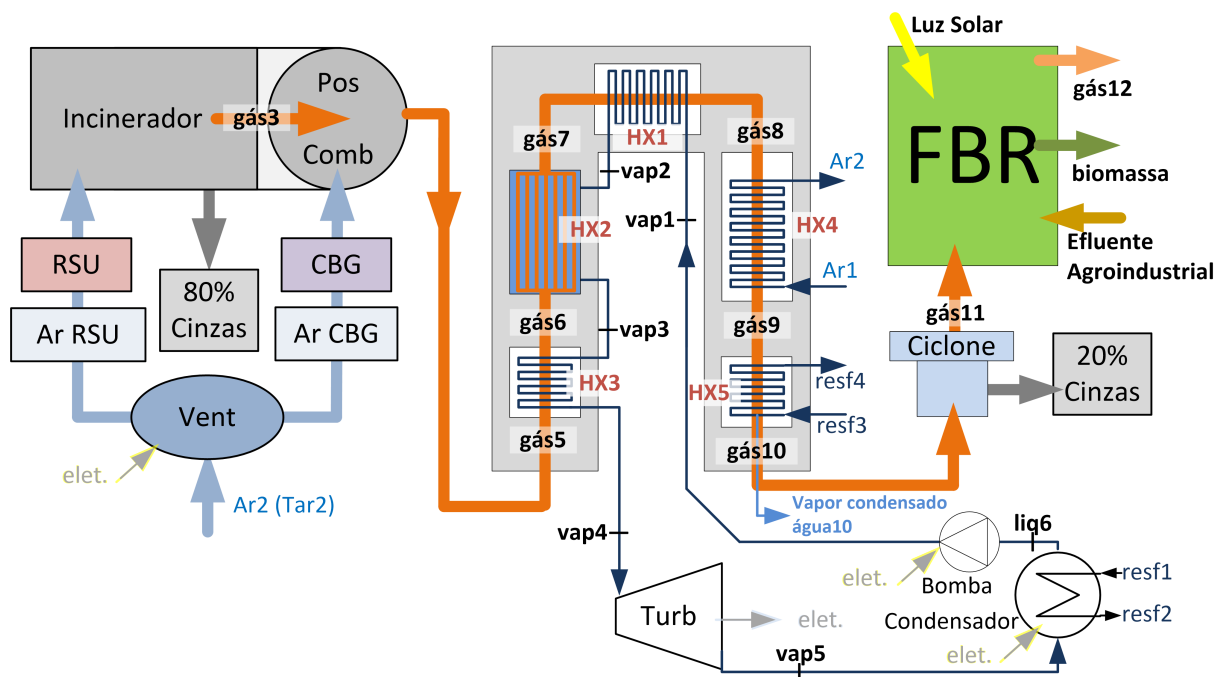 Luz Solar
Pos
Comb
Incinerador
gás3
gás12
FBR
biomassa
Efluente
Agroindustrial
HX1
gás7
gás8
vap2
vap1
Ar2
HX2
HX4
Ar1
RSU
CBG
80%
Cinzas
Ar RSU
Ar CBG
gás6
vap3
gás9
gás11
Ciclone
20%
Cinzas
HX3
HX5
resf4
resf3
Vent
gás5
gás10
elet.
Ar2 (Tar2)
Vapor condensado
água10
vap4
liq6
Bomba
elet.
resf1
resf2
Condensador
Turb
elet.
elet.
vap5